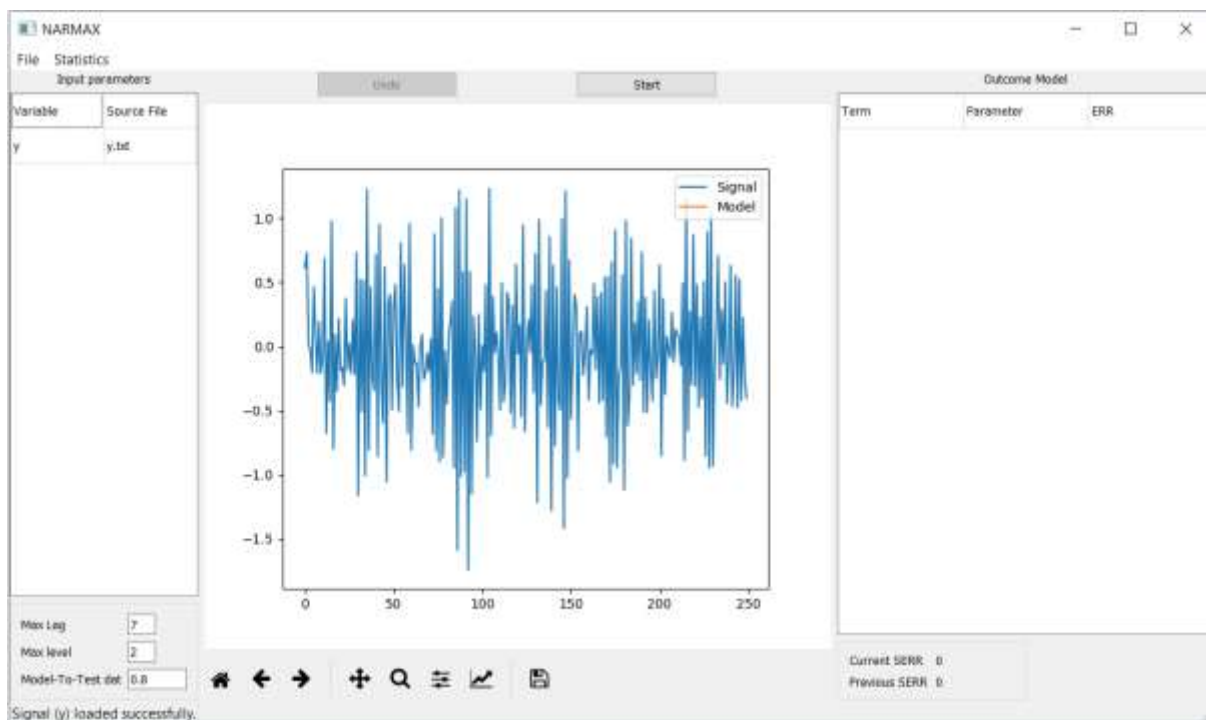 NARMAX
File Statistics
Input parameters
Undo
Start
Outcome Model
Variable Source File
Term Parameter ERR
y y.txt
Signal
Model
1.0
0.5
0.0
−0.5
−1.0
−1.5
0 50 100 150 200 250
Max Lag 7
Max level 2
Model-To-Test dat 0.8
Current SERR 0
Previous SERR 0
Signal (y) loaded successfully.